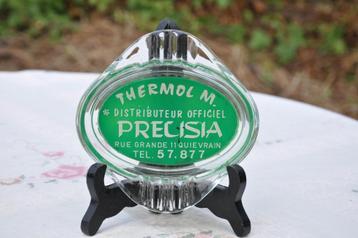 THERMOL M.
* DISTRIBUTEUR OFFICIEL
PRECISIA
RUE GRANDE 11 QUIEVRAIN
TEL. 57.877